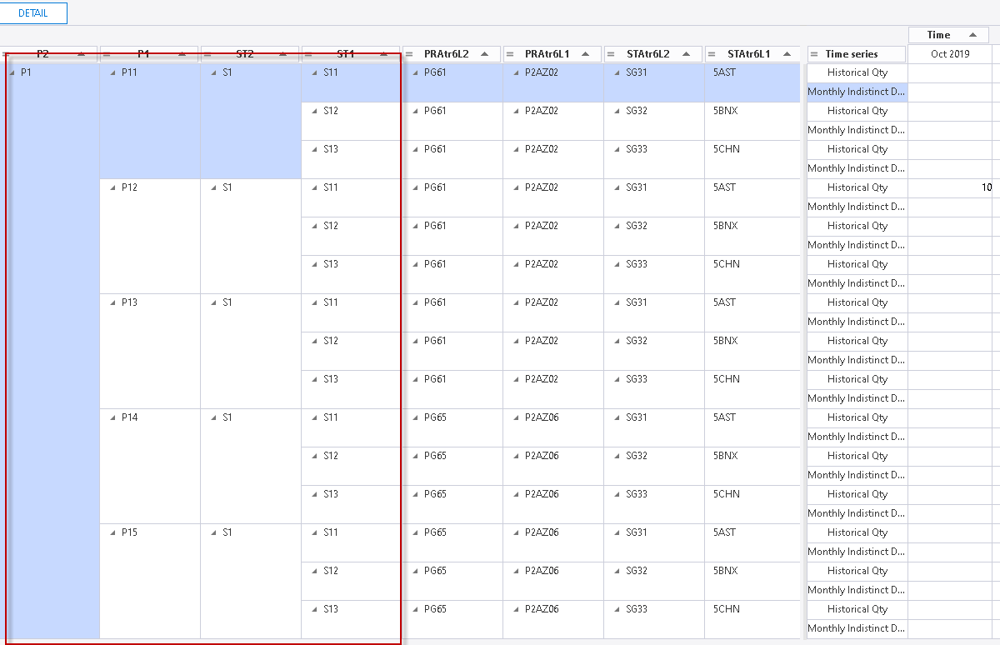 DETAIL
Time
P2 P1 ST2 ST1 PRAtr6L2 PRAtr6L1 STAtr6L2 STAtr6L1 Time series Oct 2019
P1 P11 S1 S11 PG61 P2AZ02 SG31 5AST Historical Qty
Monthly Indistinct D...
S12 PG61 P2AZ02 SG32 5BNX Historical Qty
Monthly Indistinct D...
S13 PG61 P2AZ02 SG33 5CHN Historical Qty
Monthly Indistinct D...
P12 S1 S11 PG61 P2AZ02 SG31 5AST Historical Qty 10
Monthly Indistinct D...
S12 PG61 P2AZ02 SG32 5BNX Historical Qty
Monthly Indistinct D...
S13 PG61 P2AZ02 SG33 5CHN Historical Qty
Monthly Indistinct D...
P13 S1 S11 PG61 P2AZ02 SG31 5AST Historical Qty
Monthly Indistinct D...
S12 PG61 P2AZ02 SG32 5BNX Historical Qty
Monthly Indistinct D...
S13 PG61 P2AZ02 SG33 5CHN Historical Qty
Monthly Indistinct D...
P14 S1 S11 PG65 P2AZ06 SG31 5AST Historical Qty
Monthly Indistinct D...
S12 PG65 P2AZ06 SG32 5BNX Historical Qty
Monthly Indistinct D...
S13 PG65 P2AZ06 SG33 5CHN Historical Qty
Monthly Indistinct D...
P15 S1 S11 PG65 P2AZ06 SG31 5AST Historical Qty
Monthly Indistinct D...
S12 PG65 P2AZ06 SG32 5BNX Historical Qty
Monthly Indistinct D...
S13 PG65 P2AZ06 SG33 5CHN Historical Qty
Monthly Indistinct D...